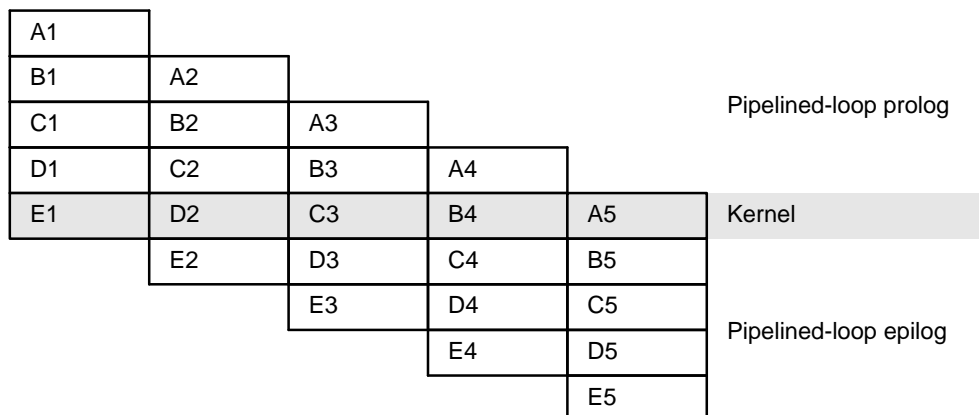 A1
B1 A2
C1 B2 A3
Pipelined-loop prolog
D1 C2 B3 A4
E1 D2 C3 B4 A5 Kernel
E2 D3 C4 B5
E3 D4 C5
Pipelined-loop epilog
E4 D5
E5